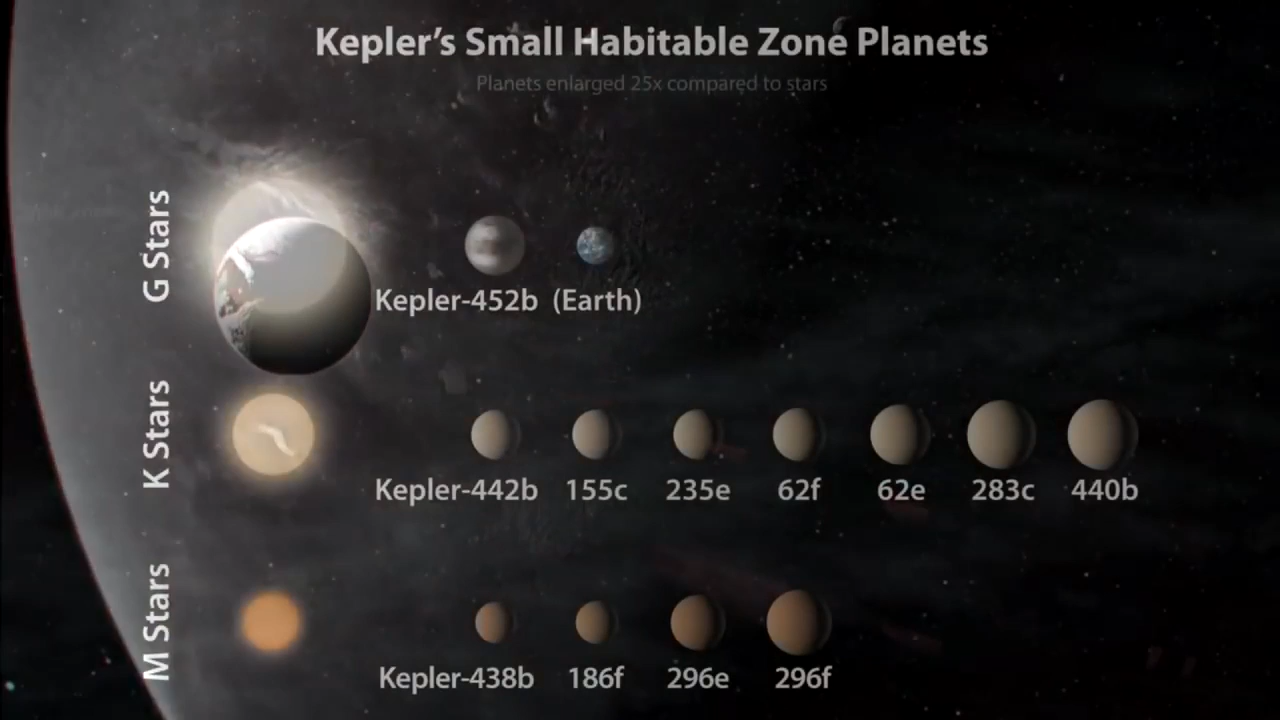 Kepler’s Small Habitable Zone Planets
Planets enlarged 25x compared to stars
G Stars
Kepler-452b (Earth)
K Stars
Kepler-442b 155c 235e 62f 62e 283c 440b
M Stars
Kepler-438b 186f 296e 296f